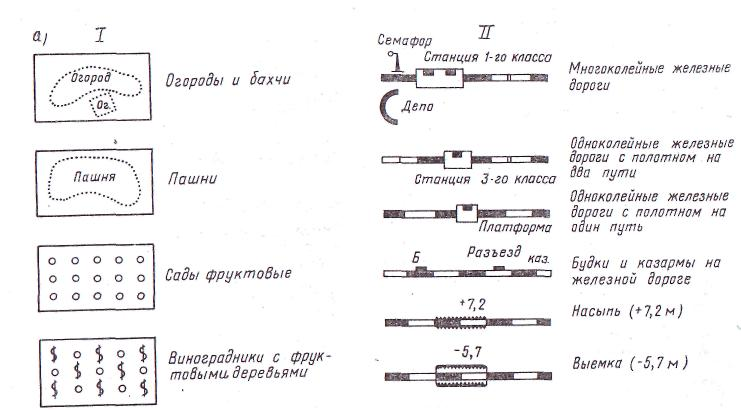 а) I
Огород
Ог.
Огороды и бахчи
Пашня
Пашни
Сады фруктовые
Виноградники с фрук-
товыми деревьями
II
Семафор
Станция 1-го класса
Депо
Многоколейные железные
дороги
Станция 3-го класса
Одноколейные железные
дороги с полотном на
два пути
Платформа
Одноколейные железные
дороги с полотном на
один путь
Б Разъезд каз.
Будки и казармы на
железной дороге
+7,2
Насыпь (+7,2 м)
-5,7
Выемка (-5,7 м)